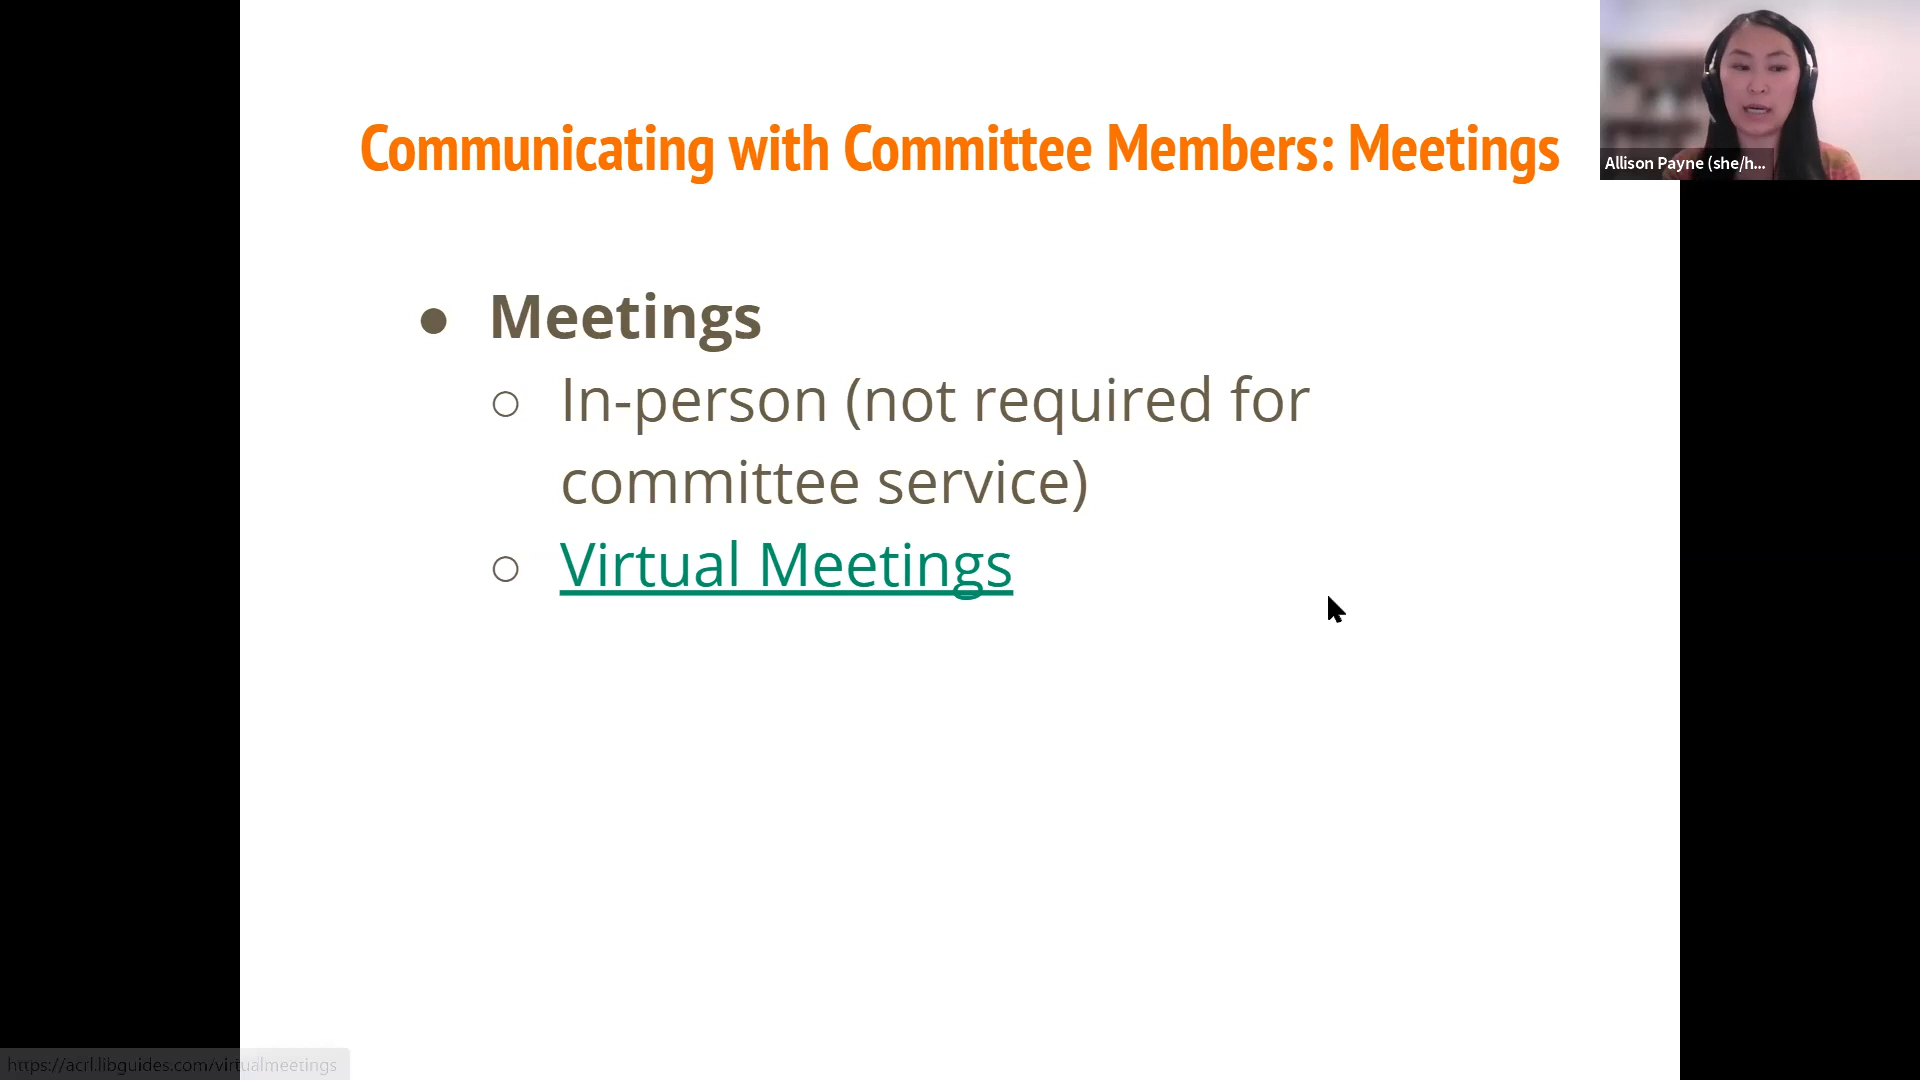 Communicating with Committee Members: Meetings
Allison Payne (she/h...
● Meetings
○ In-person (not required for
committee service)
○ Virtual Meetings
https://acrl.libguides.com/virtualmeetings